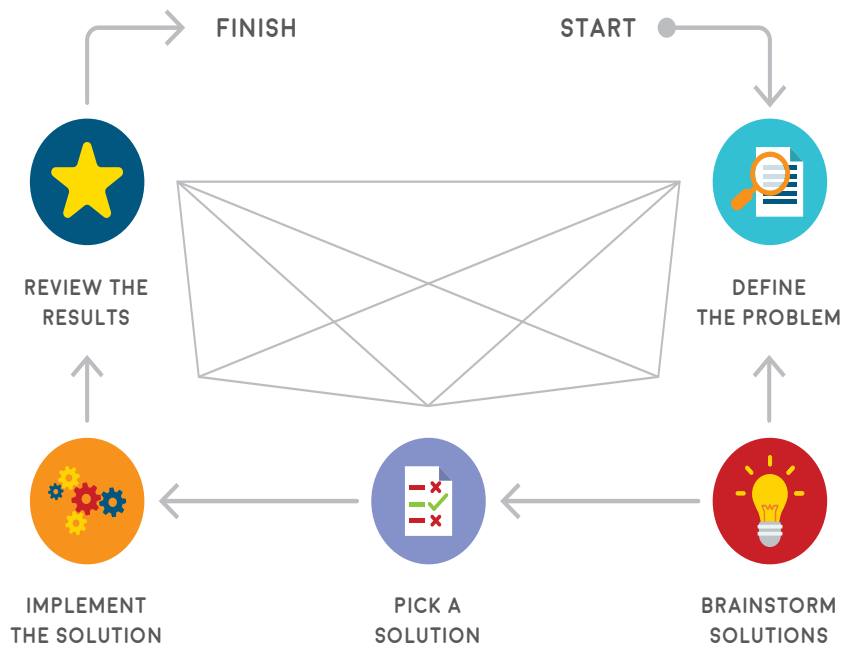 FINISH
START
REVIEW THE
RESULTS
DEFINE
THE PROBLEM
IMPLEMENT
THE SOLUTION
PICK A
SOLUTION
BRAINSTORM
SOLUTIONS